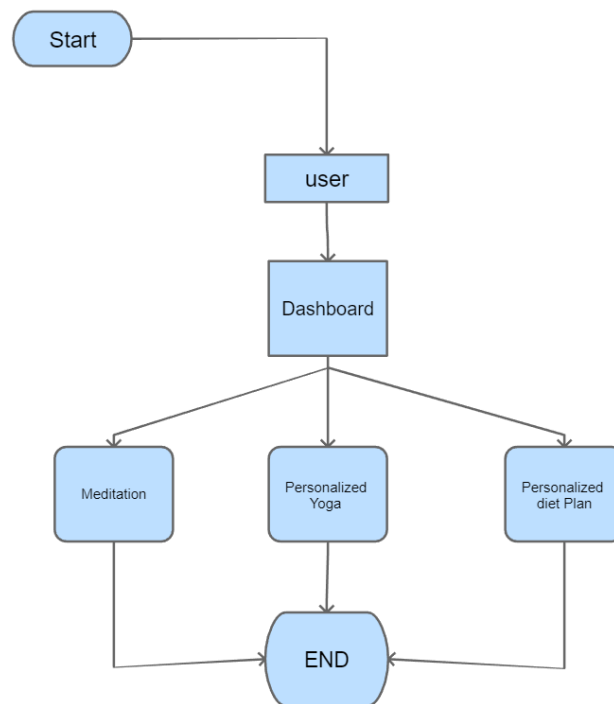 Start
user
Dashboard
Meditation
Personalized
Yoga
Personalized
diet Plan
END